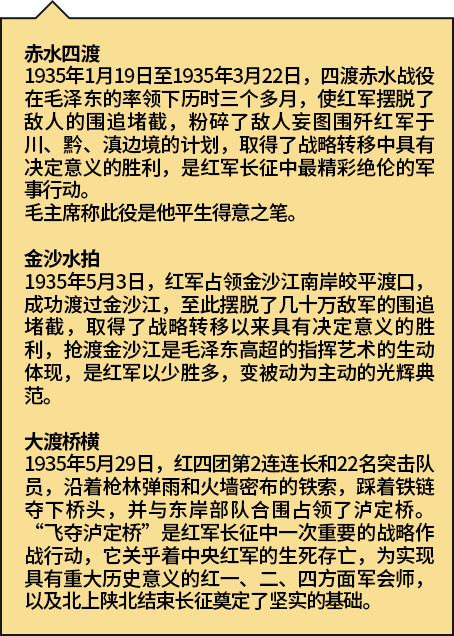 赤水四渡
1935年1月19日至1935年3月22日，四渡赤水战役
在毛泽东的率领下历时三个多月，使红军摆脱了
敌人的围追堵截，粉碎了敌人妄图围歼红军于
川、黔、滇边境的计划，取得了战略转移中具有
决定意义的胜利，是红军长征中最精彩绝伦的军
事行动。
毛主席称此役是他平生得意之笔。
金沙水拍
1935年5月3日，红军占领金沙江南岸皎平渡口，
成功渡过金沙江，至此摆脱了几十万敌军的围追
堵截，取得了战略转移以来具有决定意义的胜
利，抢渡金沙江是毛泽东高超的指挥艺术的生动
体现，是红军以少胜多，变被动为主动的光辉典
范。
大渡桥横
1935年5月29日，红四团第2连连长和22名突击队
员，沿着枪林弹雨和火墙密布的铁索，踩着铁链
夺下桥头，并与东岸部队合围占领了泸定桥。
“飞夺泸定桥”是红军长征中一次重要的战略作
战行动，它关乎着中央红军的生死存亡，为实现
具有重大历史意义的红一、二、四方面军会师，
以及北上陕北结束长征奠定了坚实的基础。